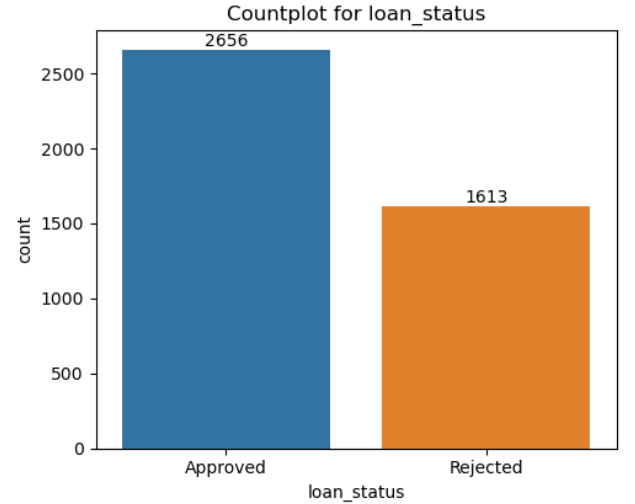 Countplot for loan_status
2656
2500
2000
1613
1500
count
1000
500
0
Approved
Rejected
loan_status